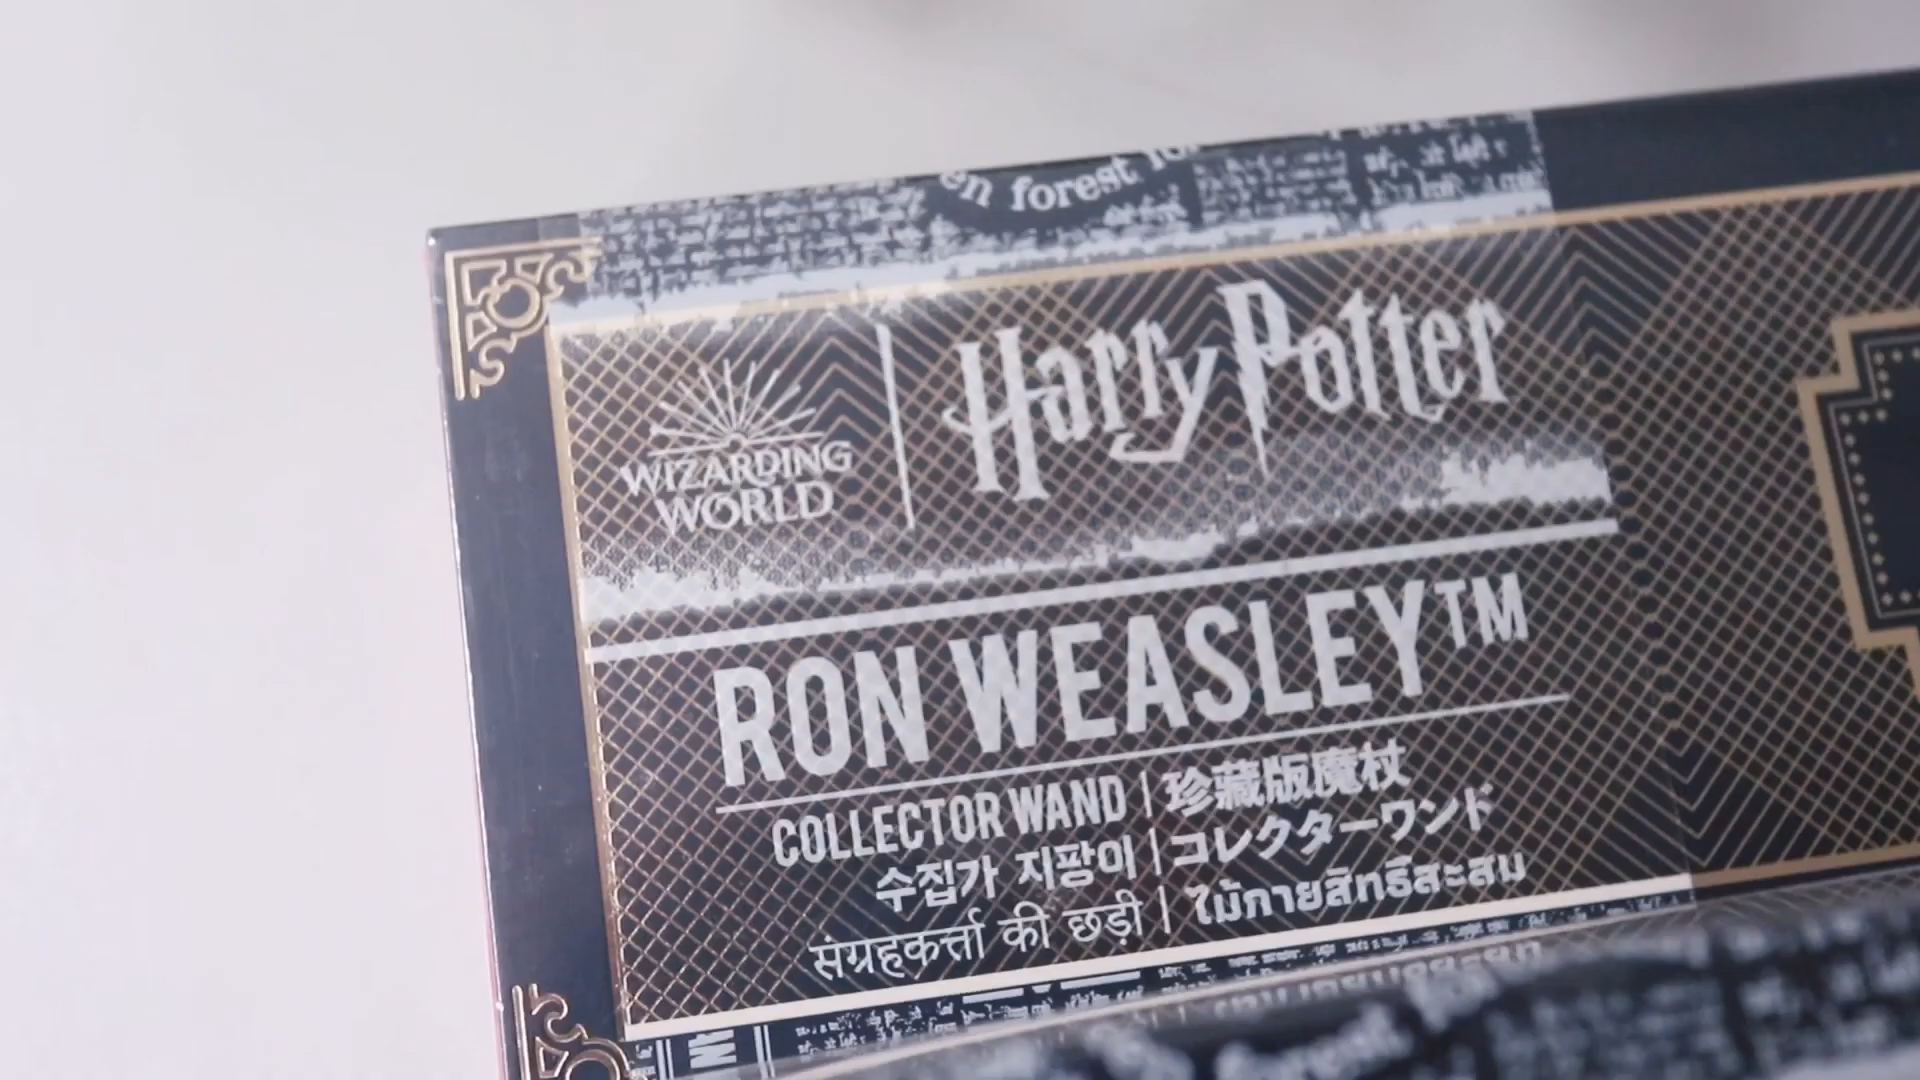 en forest
WIZARDING
WORLD
Harry Potter
RON WEASLEY™
COLLECTOR WAND | 珍藏版魔杖
수집가 지팡이 | コレクターワンド
संग्रहकर्त्ता की छड़ी | ไม้กายสิทธิ์สะสม